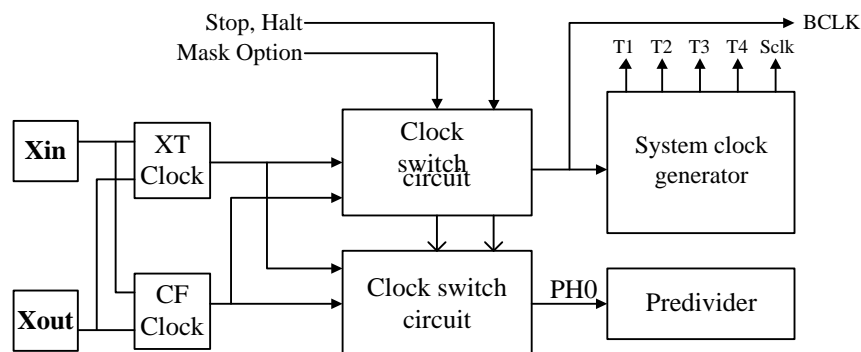 Stop, Halt
BCLK
Mask Option
T1 T2 T3 T4 Sclk
Xin
XT
Clock
Clock
switch
circuit
System clock
generator
Xout
CF
Clock
Clock switch
circuit
PH0
Predivider